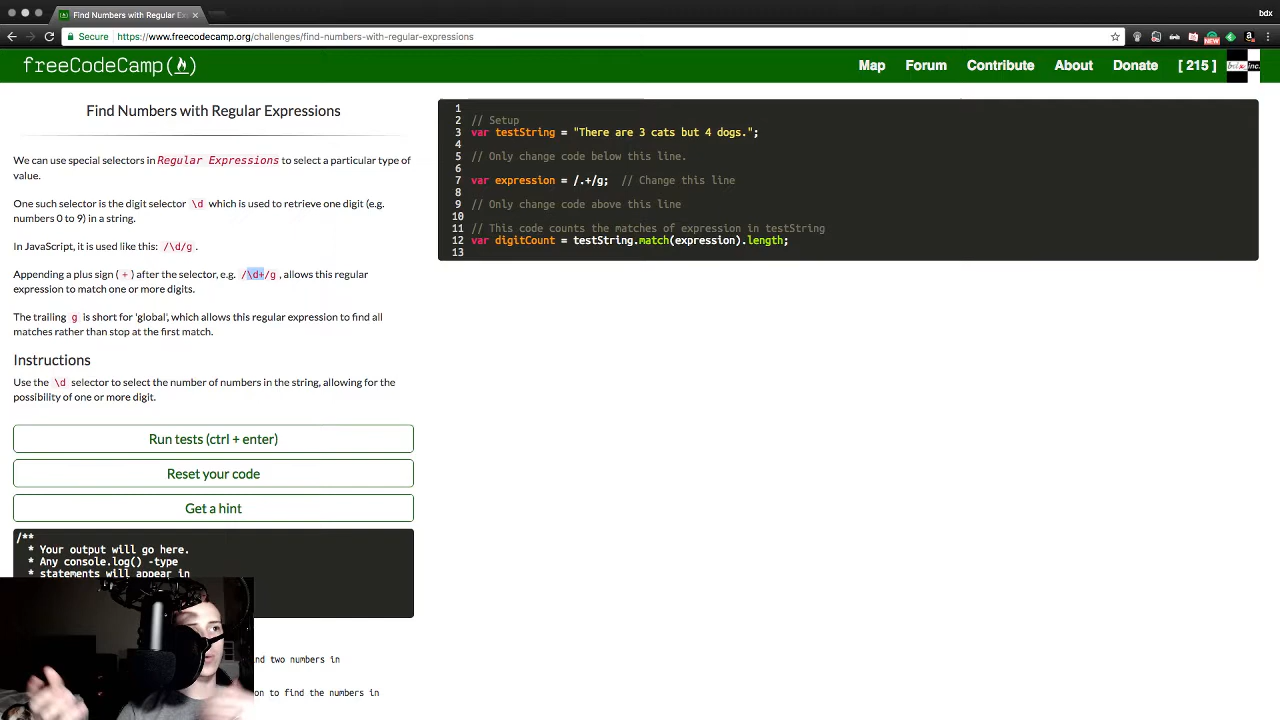 Find Numbers with Regular Ex
bdx
Secure
https://www.freecodecamp.org/challenges/find-numbers-with-regular-expressions
NEW
freeCodeCamp
Map
Forum
Contribute
About
Donate
[ 215 ]
inc.
Find Numbers with Regular Expressions
We can use special selectors in Regular Expressions to select a particular type of
value.
One such selector is the digit selector \d which is used to retrieve one digit (e.g.
numbers 0 to 9) in a string.
In JavaScript, it is used like this: /\d/g .
Appending a plus sign ( + ) after the selector, e.g. /\d+/g , allows this regular
expression to match one or more digits.
The trailing g is short for 'global', which allows this regular expression to find all
matches rather than stop at the first match.
Instructions
Use the \d selector to select the number of numbers in the string, allowing for the
possibility of one or more digit.
Run tests (ctrl + enter)
Reset your code
Get a hint
/**
* Your output will go here.
* Any console.log() -type
* statements will appear in
nd two numbers in
on to find the numbers in
1
2 // Setup
3 var testString = "There are 3 cats but 4 dogs.";
4
5 // Only change code below this line.
6
7 var expression = /.+/g; // Change this line
8
9 // Only change code above this line
10
11 // This code counts the matches of expression in testString
12 var digitCount = testString.match(expression).length;
13